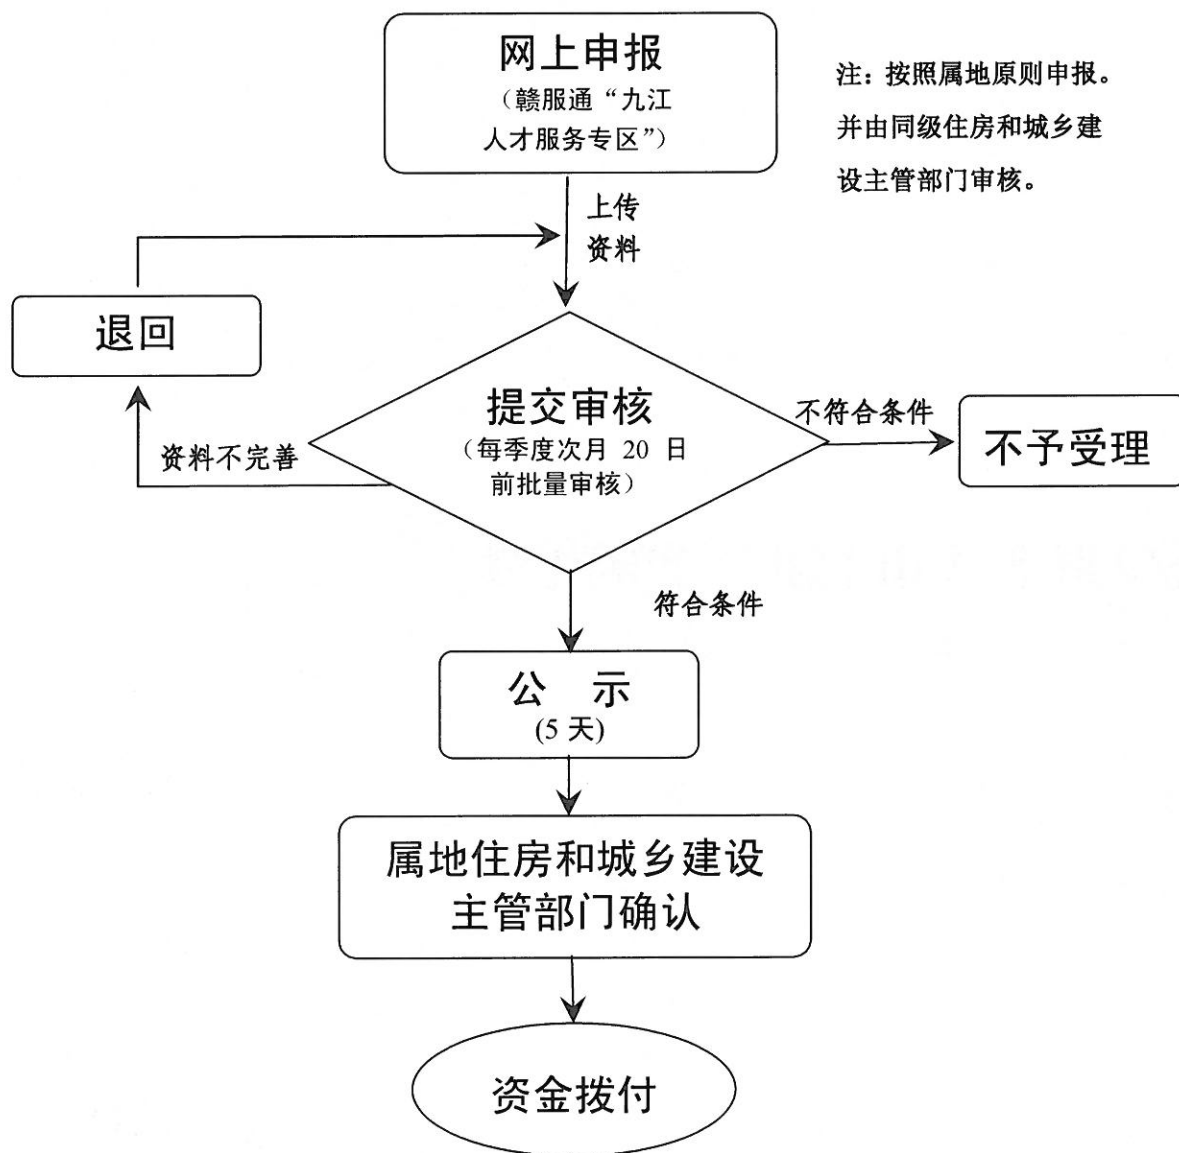 网上申报
（赣服通“九江
人才服务专区”）
注：按照属地原则申报。
并由同级住房和城乡建
设主管部门审核。
上传
资料
退回
提交审核
（每季度次月 20 日
前批量审核）
不符合条件
不予受理
资料不完善
符合条件
公 示
(5 天)
属地住房和城乡建设
主管部门确认
资金拨付